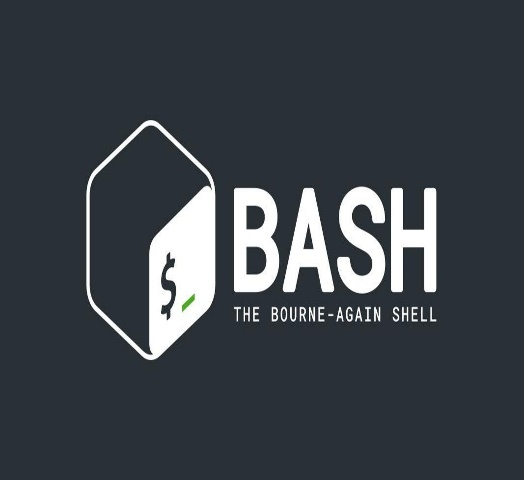 $_
BASH
THE BOURNE-AGAIN SHELL